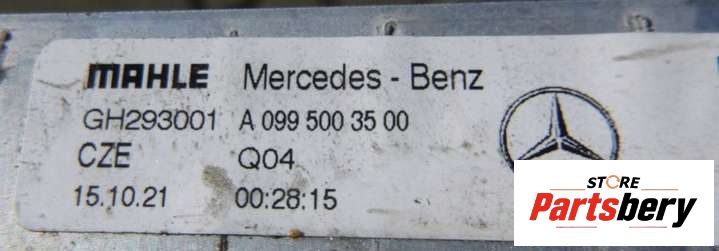 MAHLE Mercedes - Benz
GH293001 A 099 500 35 00
CZE Q04
15.10.21 00:28:15
STORE
Partsbery